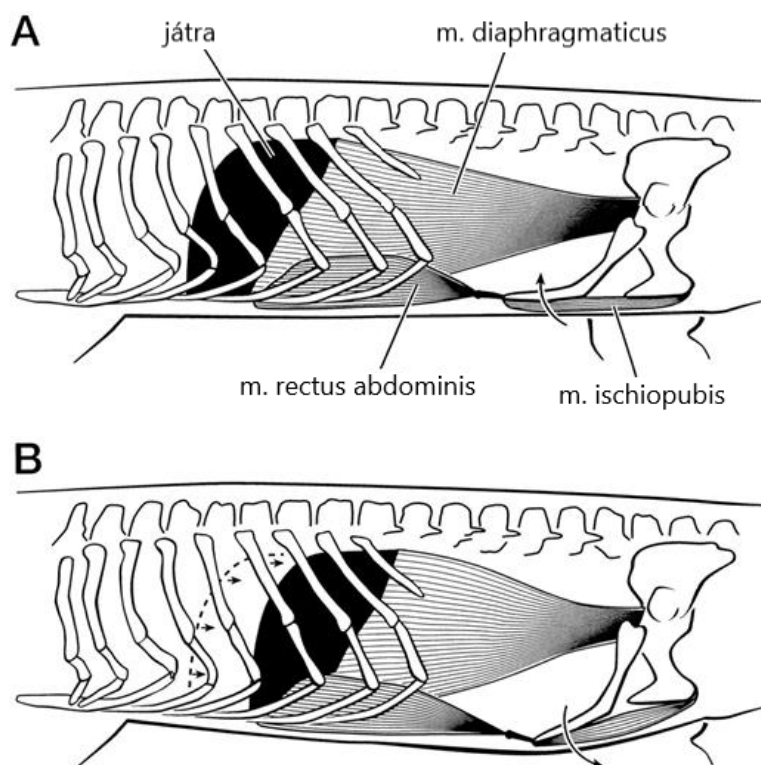 A
játra
m. diaphragmaticus
m. rectus abdominis
m. ischiopubis
B